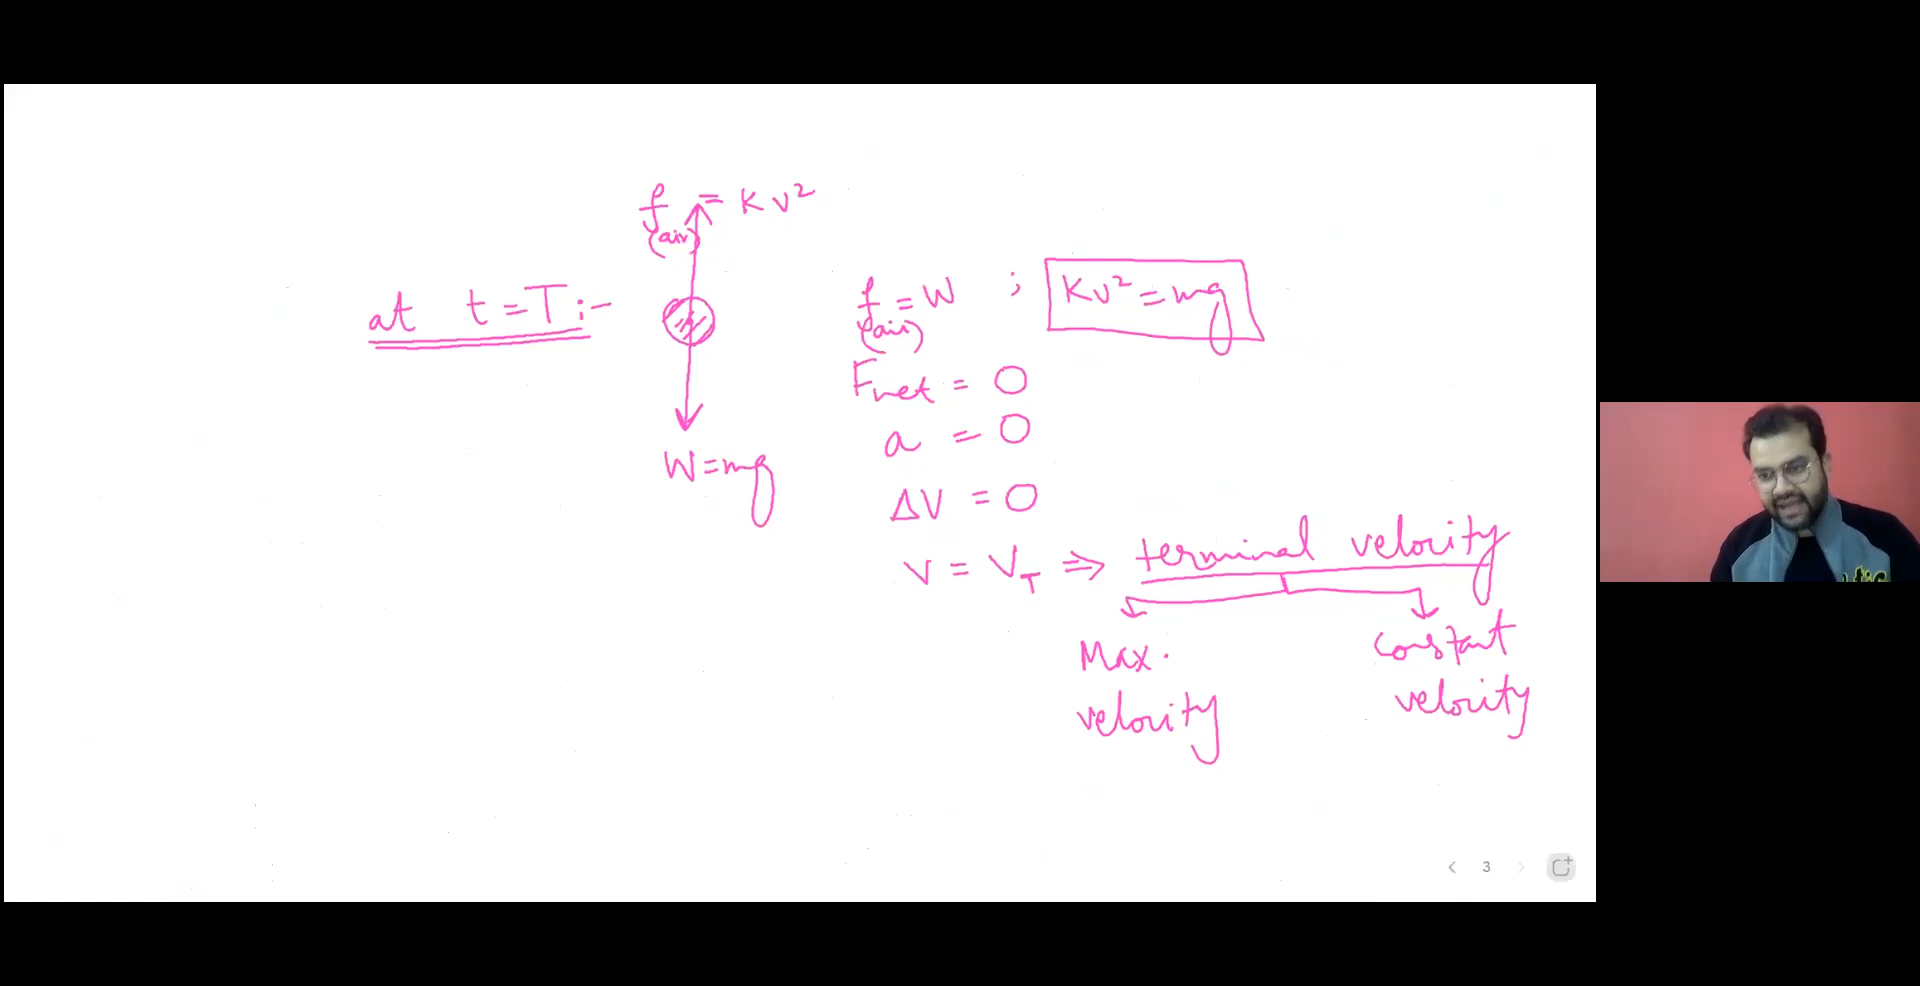 f(air) = Kv²
at t = T :-
W = mg
f(air) = W ; Kv² = mg
Fnet = 0
a = 0
ΔV = 0
V = V_T ⇒ terminal velocity
Max. velocity
Constant velocity
3